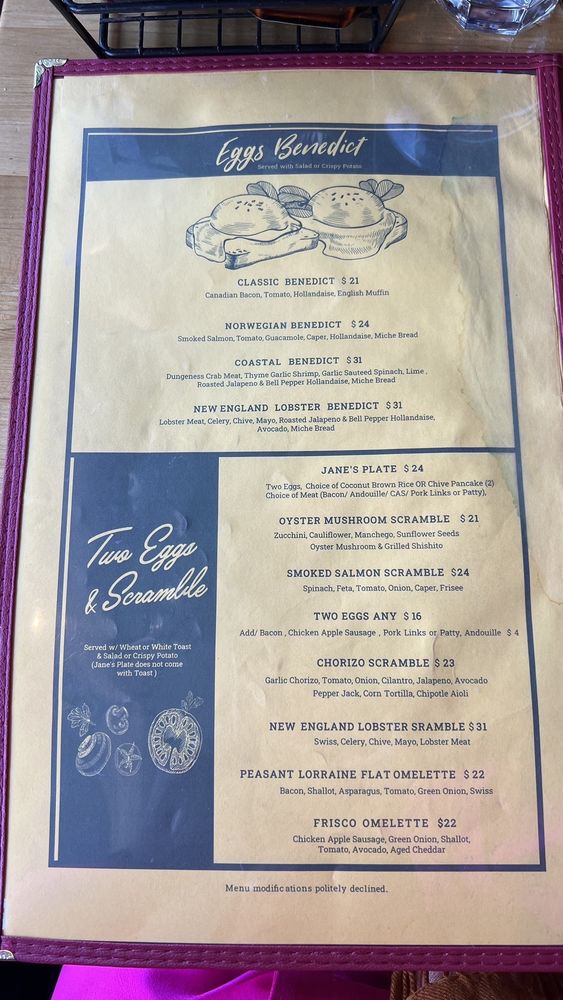 Eggs Benedict
Served with Salad or Crispy Potato
CLASSIC BENEDICT $ 21
Canadian Bacon, Tomato, Hollandaise, English Muffin
NORWEGIAN BENEDICT $ 24
Smoked Salmon, Tomato, Guacamole, Caper, Hollandaise, Miche Bread
COASTAL BENEDICT $ 31
Dungeness Crab Meat, Thyme Garlic Shrimp, Garlic Sauteed Spinach, Lime ,
Roasted Jalapeno & Bell Pepper Hollandaise, Miche Bread
NEW ENGLAND LOBSTER BENEDICT $ 31
Lobster Meat, Celery, Chive, Mayo, Roasted Jalapeno & Bell Pepper Hollandaise,
Avocado, Miche Bread
Two Eggs
& Scramble
Served w/ Wheat or White Toast
& Salad or Crispy Potato
(Jane's Plate does not come
with Toast )
JANE'S PLATE $ 24
Two Eggs, Choice of Coconut Brown Rice OR Chive Pancake (2)
Choice of Meat (Bacon/ Andouille/ CAS/ Pork Links or Patty),
OYSTER MUSHROOM SCRAMBLE $ 21
Zucchini, Cauliflower, Manchego, Sunflower Seeds
Oyster Mushroom & Grilled Shishito
SMOKED SALMON SCRAMBLE $24
Spinach, Feta, Tomato, Onion, Caper, Frisee
TWO EGGS ANY $ 16
Add/ Bacon , Chicken Apple Sausage , Pork Links or Patty, Andouille $ 4
CHORIZO SCRAMBLE $ 23
Garlic Chorizo, Tomato, Onion, Cilantro, Jalapeno, Avocado
Pepper Jack, Corn Tortilla, Chipotle Aioli
NEW ENGLAND LOBSTER SRAMBLE $ 31
Swiss, Celery, Chive, Mayo, Lobster Meat
PEASANT LORRAINE FLAT OMELETTE $ 22
Bacon, Shallot, Asparagus, Tomato, Green Onion, Swiss
FRISCO OMELETTE $22
Chicken Apple Sausage, Green Onion, Shallot,
Tomato, Avocado, Aged Cheddar
Menu modifications politely declined.